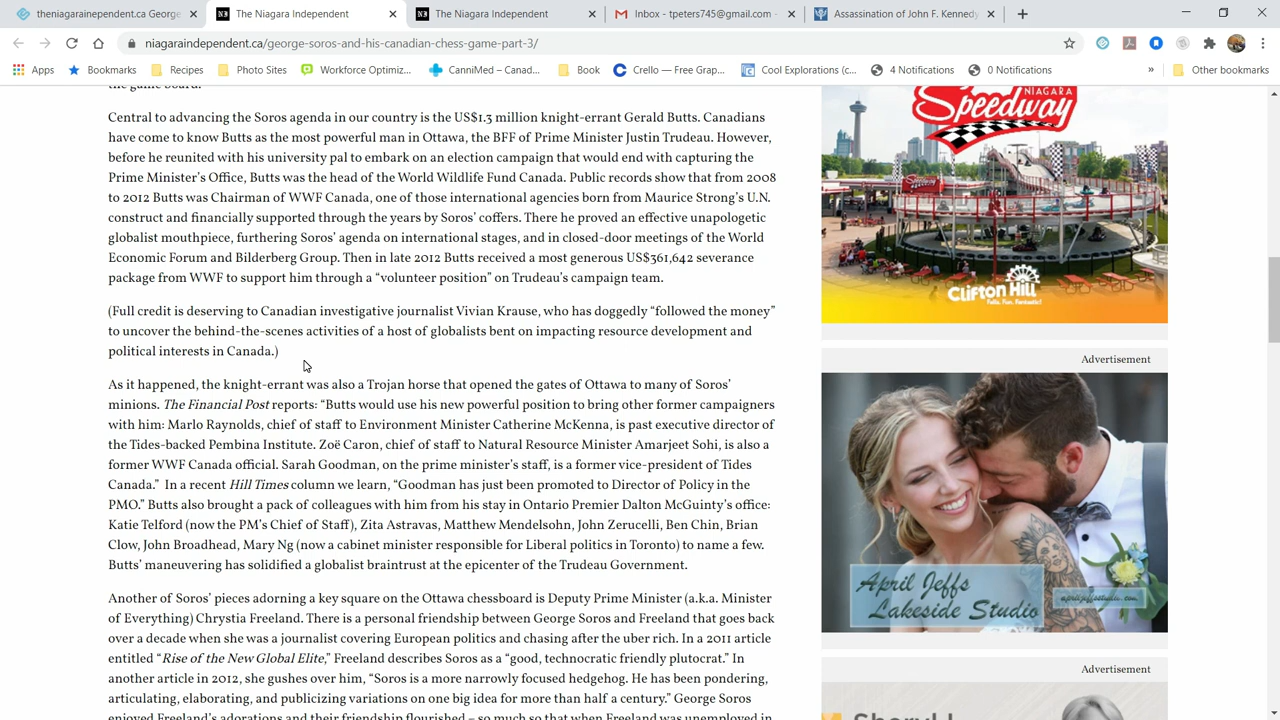 theniagaraindependent.ca George
The Niagara Independent
The Niagara Independent
Inbox - tpeters745@gmail.com -
Assassination of John F. Kennedy
niagaraindependent.ca/george-soros-and-his-canadian-chess-game-part-3/
Apps
Bookmarks
Recipes
Photo Sites
Workforce Optimiz...
CanniMed – Canad...
Book
Crello — Free Grap...
Cool Explorations (c...
4 Notifications
0 Notifications
»
Other bookmarks
the game board.
Central to advancing the Soros agenda in our country is the US$1.3 million knight-errant Gerald Butts. Canadians
have come to know Butts as the most powerful man in Ottawa, the BFF of Prime Minister Justin Trudeau. However,
before he reunited with his university pal to embark on an election campaign that would end with capturing the
Prime Minister’s Office, Butts was the head of the World Wildlife Fund Canada. Public records show that from 2008
to 2012 Butts was Chairman of WWF Canada, one of those international agencies born from Maurice Strong’s U.N.
construct and financially supported through the years by Soros’ coffers. There he proved an effective unapologetic
globalist mouthpiece, furthering Soros’ agenda on international stages, and in closed-door meetings of the World
Economic Forum and Bilderberg Group. Then in late 2012 Butts received a most generous US$361,642 severance
package from WWF to support him through a “volunteer position” on Trudeau’s campaign team.
(Full credit is deserving to Canadian investigative journalist Vivian Krause, who has doggedly “followed the money”
to uncover the behind-the-scenes activities of a host of globalists bent on impacting resource development and
political interests in Canada.)
As it happened, the knight-errant was also a Trojan horse that opened the gates of Ottawa to many of Soros’
minions. The Financial Post reports: “Butts would use his new powerful position to bring other former campaigners
with him: Marlo Raynolds, chief of staff to Environment Minister Catherine McKenna, is past executive director of
the Tides-backed Pembina Institute. Zoë Caron, chief of staff to Natural Resource Minister Amarjeet Sohi, is also a
former WWF Canada official. Sarah Goodman, on the prime minister’s staff, is a former vice-president of Tides
Canada.” In a recent Hill Times column we learn, “Goodman has just been promoted to Director of Policy in the
PMO.” Butts also brought a pack of colleagues with him from his stay in Ontario Premier Dalton McGuinty’s office:
Katie Telford (now the PM’s Chief of Staff), Zita Astravas, Matthew Mendelsohn, John Zerucelli, Ben Chin, Brian
Clow, John Broadhead, Mary Ng (now a cabinet minister responsible for Liberal politics in Toronto) to name a few.
Butts’ maneuvering has solidified a globalist braintrust at the epicenter of the Trudeau Government.
Another of Soros’ pieces adorning a key square on the Ottawa chessboard is Deputy Prime Minister (a.k.a. Minister
of Everything) Chrystia Freeland. There is a personal friendship between George Soros and Freeland that goes back
over a decade when she was a journalist covering European politics and chasing after the uber rich. In a 2011 article
entitled “Rise of the New Global Elite,” Freeland describes Soros as a “good, technocratic friendly plutocrat.” In
another article in 2012, she gushes over him, “Soros is a more narrowly focused hedgehog. He has been pondering,
articulating, elaborating, and publicizing variations on one big idea for more than half a century.” George Soros
enjoyed Freeland’s adorations and their friendship flourished – so much so that when Freeland was unemployed in
NIAGARA
Speedway
Clifton Hill
Falls. Fun. Fantastic!
Advertisement
April Jeffs
Lakeside Studio
apriljeffsstudio.com
Advertisement